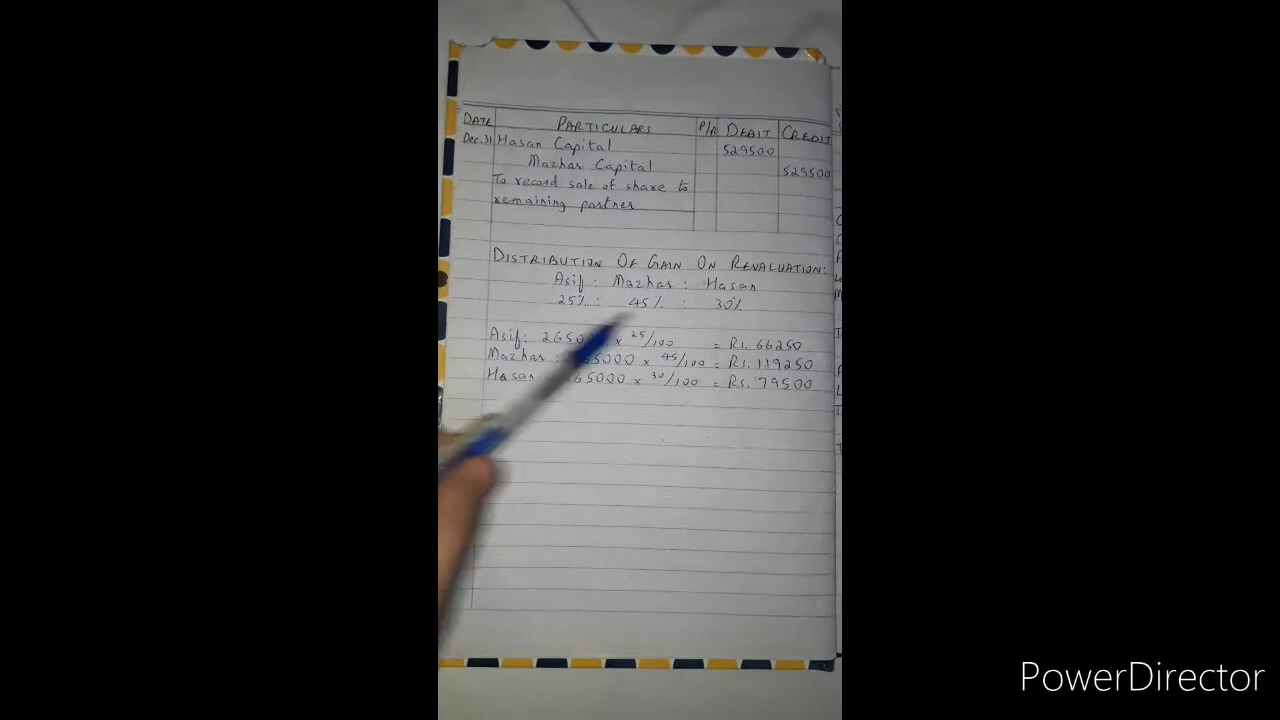 DATE PARTICULARS P/R DEBIT CREDIT
Dec.31 Hasan Capital 529500
Mazhar Capital 529500
To record sale of share to
remaining partner
DISTRIBUTION OF GAIN ON REVALUATION:
Asif : Mazhar : Hasan
25% : 45% : 30%
Asif: x 25/100 = Rs. 66250
Mazhar : x 45/100 = Rs. 119250
Hasan x 30/100 = Rs. 79500
PowerDirector